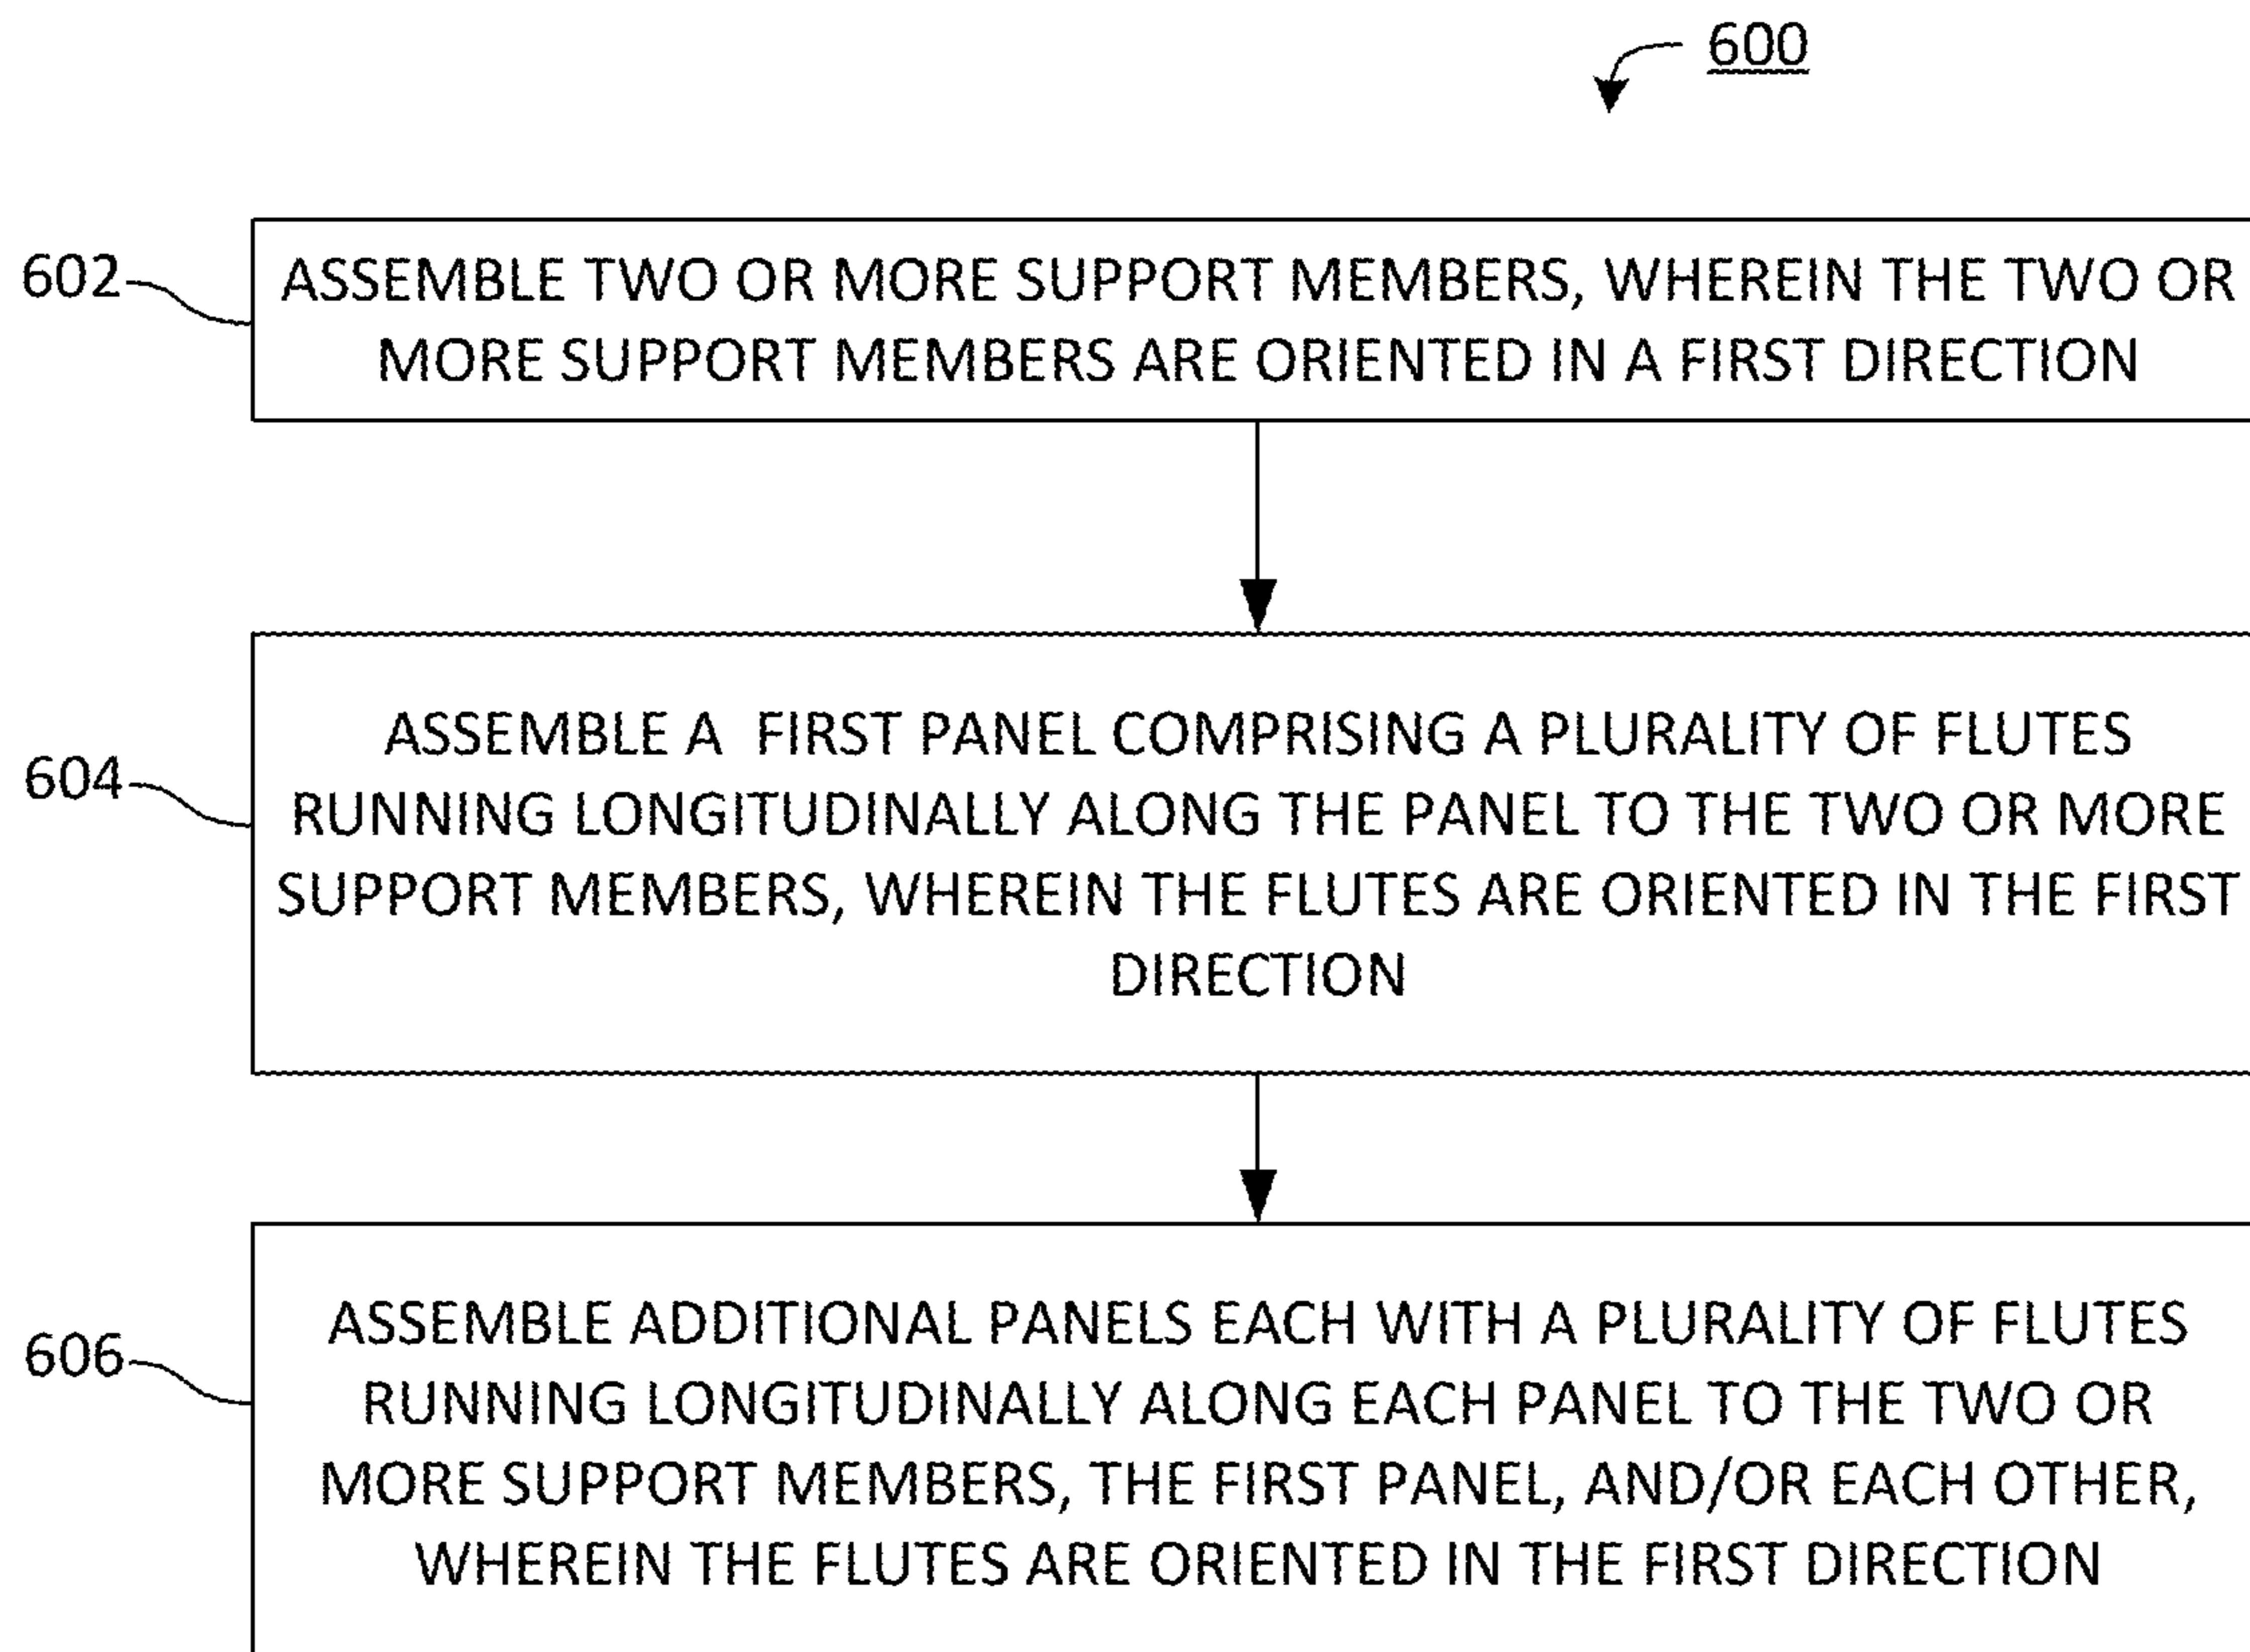 600
602
ASSEMBLE TWO OR MORE SUPPORT MEMBERS, WHEREIN THE TWO OR
MORE SUPPORT MEMBERS ARE ORIENTED IN A FIRST DIRECTION
604
ASSEMBLE A  FIRST PANEL COMPRISING A PLURALITY OF FLUTES
RUNNING LONGITUDINALLY ALONG THE PANEL TO THE TWO OR MORE
SUPPORT MEMBERS, WHEREIN THE FLUTES ARE ORIENTED IN THE FIRST
DIRECTION
606
ASSEMBLE ADDITIONAL PANELS EACH WITH A PLURALITY OF FLUTES
RUNNING LONGITUDINALLY ALONG EACH PANEL TO THE TWO OR
MORE SUPPORT MEMBERS, THE FIRST PANEL, AND/OR EACH OTHER,
WHEREIN THE FLUTES ARE ORIENTED IN THE FIRST DIRECTION